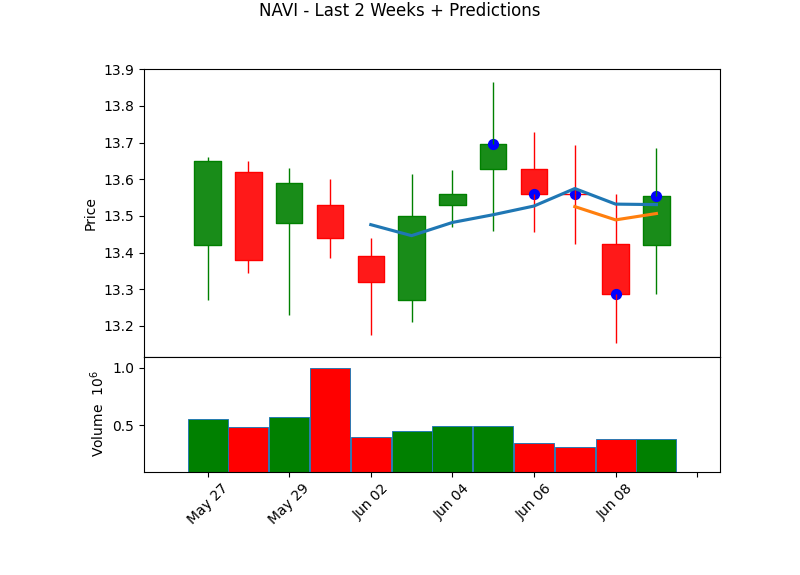 NAVI - Last 2 Weeks + Predictions
13.9
13.8
13.7
13.6
13.5
13.4
13.3
13.2
Price
1.0
0.5
Volume 10^6
May 27
May 29
Jun 02
Jun 04
Jun 06
Jun 08